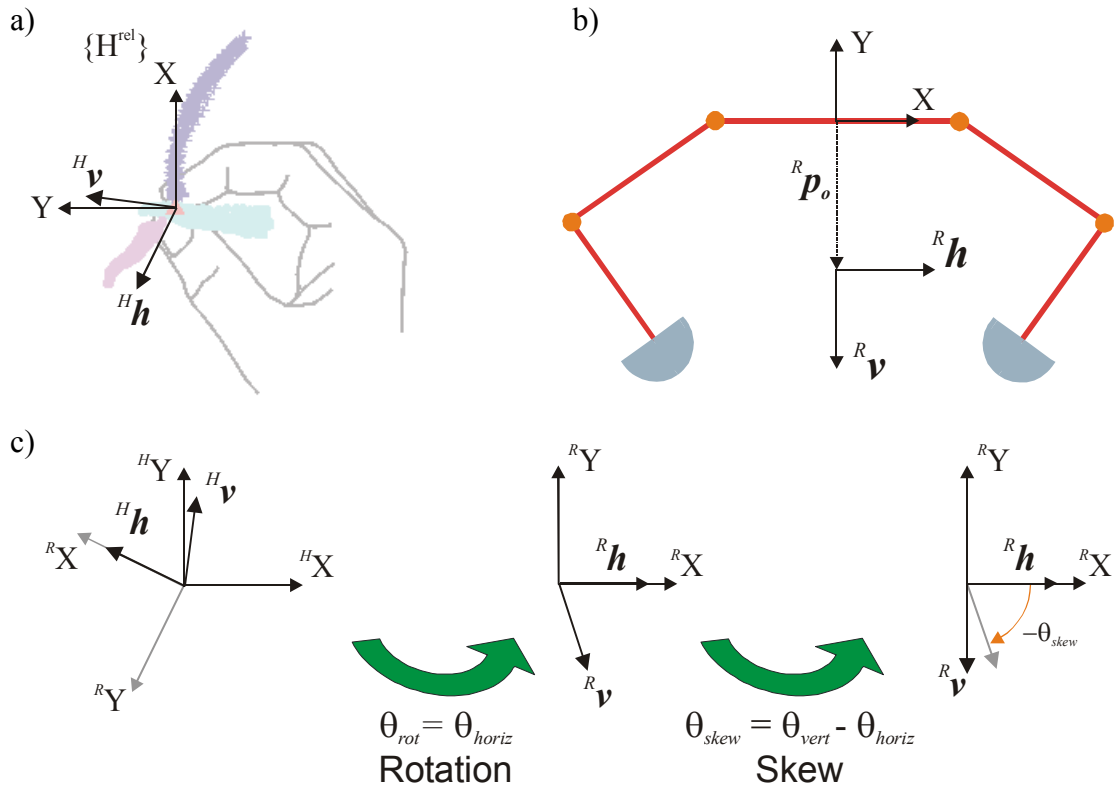 a)
{H^rel}
X
^H v
Y
^H h
b)
Y
X
^R p_o
^R h
^R v
c)
^H Y
^H v
^H h
^R X
^H X
^R Y
^R Y
^R h
^R X
^R v
θ_rot = θ_horiz
Rotation
θ_skew = θ_vert - θ_horiz
Skew
^R Y
^R h
^R X
−θ_skew
^R v